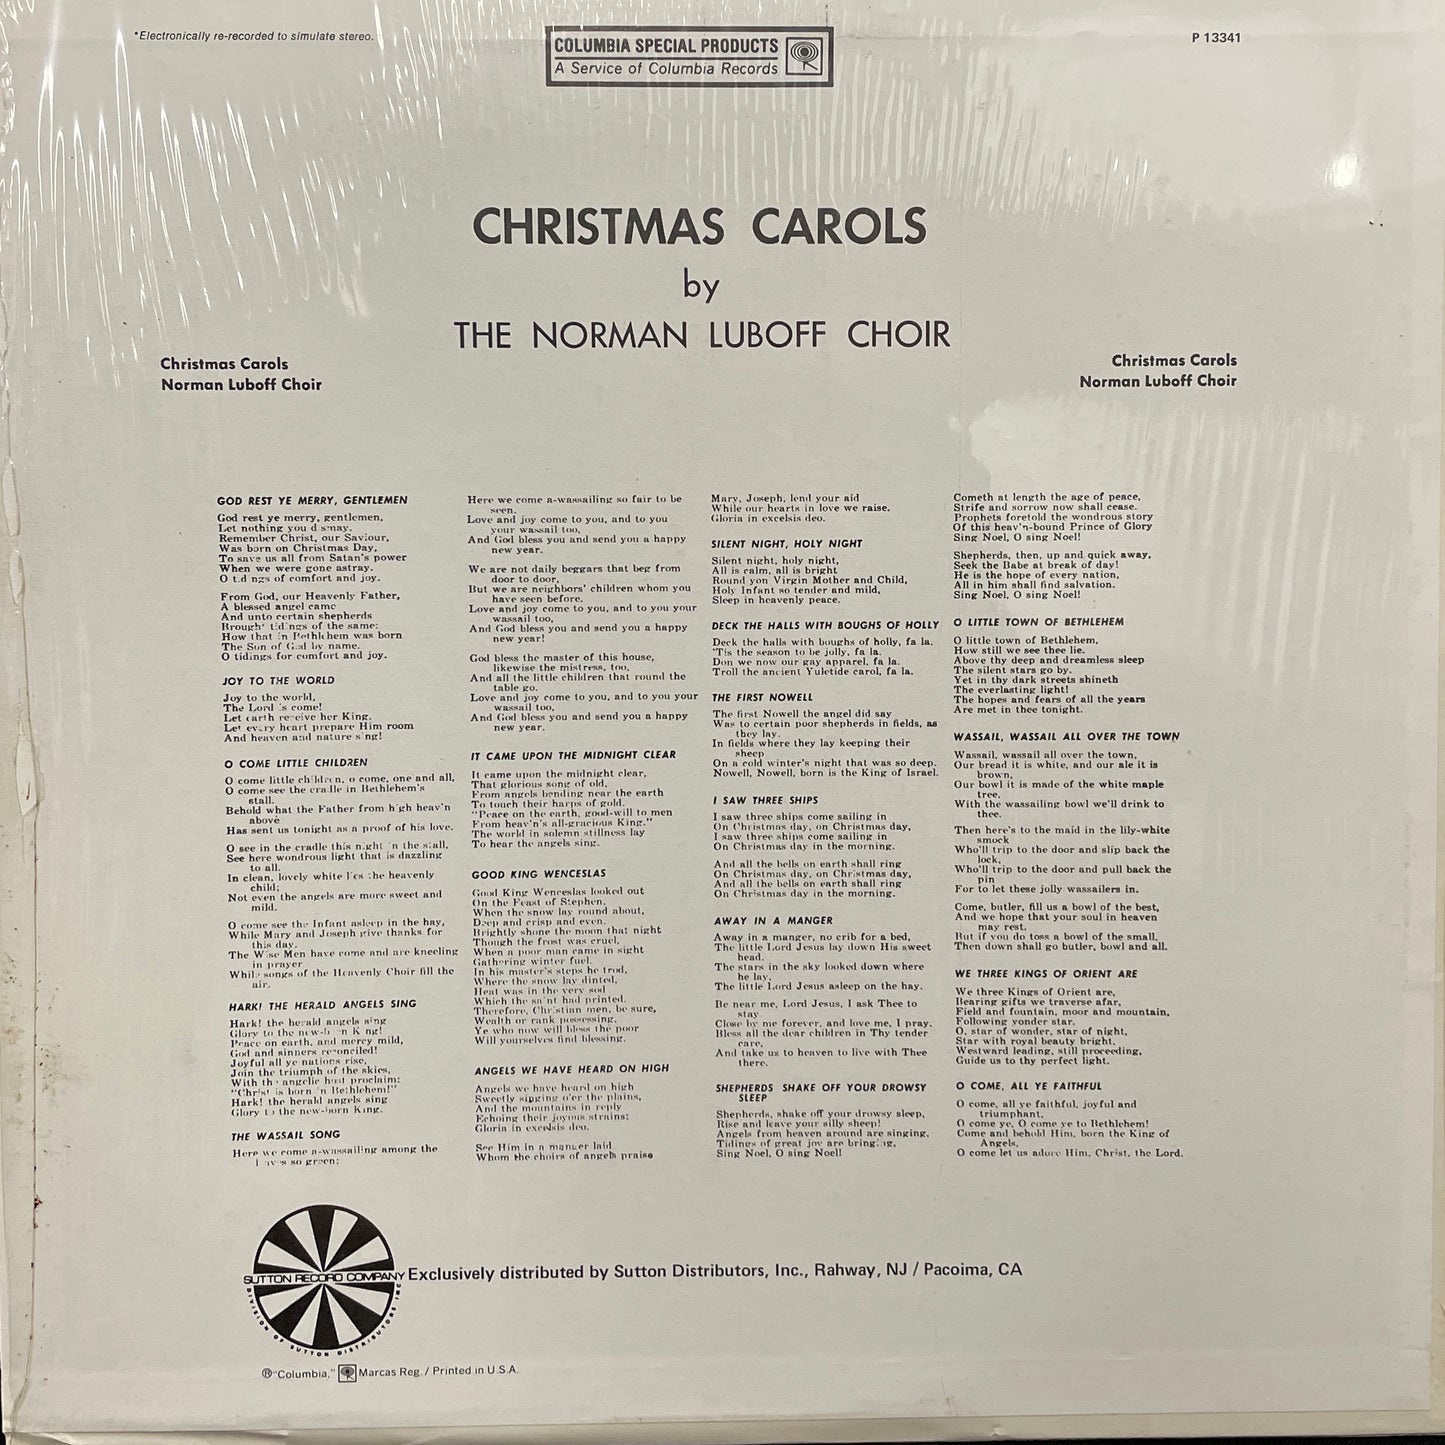 *Electronically re-recorded to simulate stereo.
COLUMBIA SPECIAL PRODUCTS
A Service of Columbia Records
P 13341
CHRISTMAS CAROLS
by
THE NORMAN LUBOFF CHOIR
Christmas Carols
Norman Luboff Choir
Christmas Carols
Norman Luboff Choir
GOD REST YE MERRY, GENTLEMEN
God rest ye merry, gentlemen,
Let nothing you d smay.
Remember Christ, our Saviour,
Was born on Christmas Day,
To save us all from Satan's power
When we were gone astray.
O t.d ngs of comfort and joy.
From God, our Heavenly Father,
A blessed angel came
And unto certain shepherds
Brought tidings of the same:
How that in Bethlehem was born
The Son of God by name.
O tidings for comfort and joy.
JOY TO THE WORLD
Joy to the world,
The Lord is come!
Let earth receive her King.
Let every heart prepare Him room
And heaven and nature sing!
O COME LITTLE CHILDREN
O come little children, o come, one and all,
O come see the cradle in Bethlehem's
stall.
Behold what the Father from high heav'n
above
Has sent us tonight as a proof of his love.
O see in the cradle this night in the stall,
See here wondrous light that is dazzling
to all.
In clean, lovely white lies the heavenly
child;
Not even the angels are more sweet and
mild.
O come see the Infant asleep in the hay,
While Mary and Joseph give thanks for
this day.
The Wise Men have come and are kneeling
in prayer
While songs of the Heavenly Choir fill the
air.
HARK! THE HERALD ANGELS SING
Hark! the herald angels sing
Glory to the new-born King!
Peace on earth, and mercy mild,
God and sinners reconciled!
Joyful all ye nations rise,
Join the triumph of the skies,
With the angelic host proclaim:
"Christ is born in Bethlehem!"
Hark! the herald angels sing
Glory to the new-born King.
THE WASSAIL SONG
Here we come a-wassailing among the
leaves so green;
Here we come a-wassailing so fair to be
seen.
Love and joy come to you, and to you
your wassail too,
And God bless you and send you a happy
new year.
We are not daily beggars that beg from
door to door,
But we are neighbors' children whom you
have seen before.
Love and joy come to you, and to you your
wassail too,
And God bless you and send you a happy
new year!
God bless the master of this house,
likewise the mistress, too,
And all the little children that round the
table go.
Love and joy come to you, and to you your
wassail too,
And God bless you and send you a happy
new year.
IT CAME UPON THE MIDNIGHT CLEAR
It came upon the midnight clear,
That glorious song of old,
From angels bending near the earth
To touch their harps of gold.
"Peace on the earth, good-will to men
From heav'n's all-gracious King."
The world in solemn stillness lay
To hear the angels sing.
GOOD KING WENCESLAS
Good King Wenceslas looked out
On the Feast of Stephen,
When the snow lay round about,
Deep and crisp and even.
Brightly shone the moon that night
Though the frost was cruel,
When a poor man came in sight
Gathering winter fuel.
In his master's steps he trod,
Where the snow lay dinted,
Heat was in the very sod
Which the saint had printed.
Therefore, Christian men, be sure,
Wealth or rank possessing,
Ye who now will bless the poor
Will yourselves find blessing.
ANGELS WE HAVE HEARD ON HIGH
Angels we have heard on high
Sweetly singing o'er the plains,
And the mountains in reply
Echoing their joyous strains:
Gloria in excelsis deo.
See Him in a manger laid
Whom the choirs of angels praise
Mary, Joseph, lend your aid
While our hearts in love we raise.
Gloria in excelsis deo.
SILENT NIGHT, HOLY NIGHT
Silent night, holy night,
All is calm, all is bright
Round yon Virgin Mother and Child,
Holy Infant so tender and mild,
Sleep in heavenly peace.
DECK THE HALLS WITH BOUGHS OF HOLLY
Deck the halls with boughs of holly, fa la.
'Tis the season to be jolly, fa la.
Don we now our gay apparel, fa la.
Troll the ancient Yuletide carol, fa la.
THE FIRST NOWELL
The first Nowell the angel did say
Was to certain poor shepherds in fields, as
they lay.
In fields where they lay keeping their
sheep
On a cold winter's night that was so deep.
Nowell, Nowell, born is the King of Israel.
I SAW THREE SHIPS
I saw three ships come sailing in
On Christmas day, on Christmas day,
I saw three ships come sailing in
On Christmas day in the morning.
And all the bells on earth shall ring
On Christmas day, on Christmas day,
And all the bells on earth shall ring
On Christmas day in the morning.
AWAY IN A MANGER
Away in a manger, no crib for a bed,
The little Lord Jesus lay down His sweet
head.
The stars in the sky looked down where
he lay,
The little Lord Jesus asleep on the hay.
Be near me, Lord Jesus, I ask Thee to
stay
Close by me forever, and love me, I pray.
Bless all the dear children in Thy tender
care,
And take us to heaven to live with Thee
there.
SHEPHERDS SHAKE OFF YOUR DROWSY
SLEEP
Shepherds, shake off your drowsy sleep,
Rise and leave your silly sheep!
Angels from heaven around are singing,
Tidings of great joy are bringing,
Sing Noel, O sing Noel!
Cometh at length the age of peace,
Strife and sorrow now shall cease.
Prophets foretold the wondrous story
Of this heav'n-bound Prince of Glory
Sing Noel, O sing Noel!
Shepherds, then, up and quick away,
Seek the Babe at break of day!
He is the hope of every nation,
All in him shall find salvation.
Sing Noel, O sing Noel!
O LITTLE TOWN OF BETHLEHEM
O little town of Bethlehem,
How still we see thee lie.
Above thy deep and dreamless sleep
The silent stars go by.
Yet in thy dark streets shineth
The everlasting light!
The hopes and fears of all the years
Are met in thee tonight.
WASSAIL, WASSAIL ALL OVER THE TOWN
Wassail, wassail all over the town,
Our bread it is white, and our ale it is
brown,
Our bowl it is made of the white maple
tree.
With the wassailing bowl we'll drink to
thee.
Then here's to the maid in the lily-white
smock
Who'll trip to the door and slip back the
lock,
Who'll trip to the door and pull back the
pin
For to let these jolly wassailers in.
Come, butler, fill us a bowl of the best,
And we hope that your soul in heaven
may rest.
But if you do toss a bowl of the small,
Then down shall go butler, bowl and all.
WE THREE KINGS OF ORIENT ARE
We three Kings of Orient are,
Bearing gifts we traverse afar,
Field and fountain, moor and mountain,
Following yonder star.
O, star of wonder, star of night,
Star with royal beauty bright,
Westward leading, still proceeding,
Guide us to thy perfect light.
O COME, ALL YE FAITHFUL
O come, all ye faithful, joyful and
triumphant,
O come ye, O come ye to Bethlehem!
Come and behold Him, born the King of
Angels,
O come let us adore Him, Christ, the Lord.
SUTTON RECORD COMPANY
DIVISION OF SUTTON DISTRIBUTORS INC
Exclusively distributed by Sutton Distributors, Inc., Rahway, NJ / Pacoima, CA
℗"Columbia," Marcas Reg. / Printed in U.S.A.